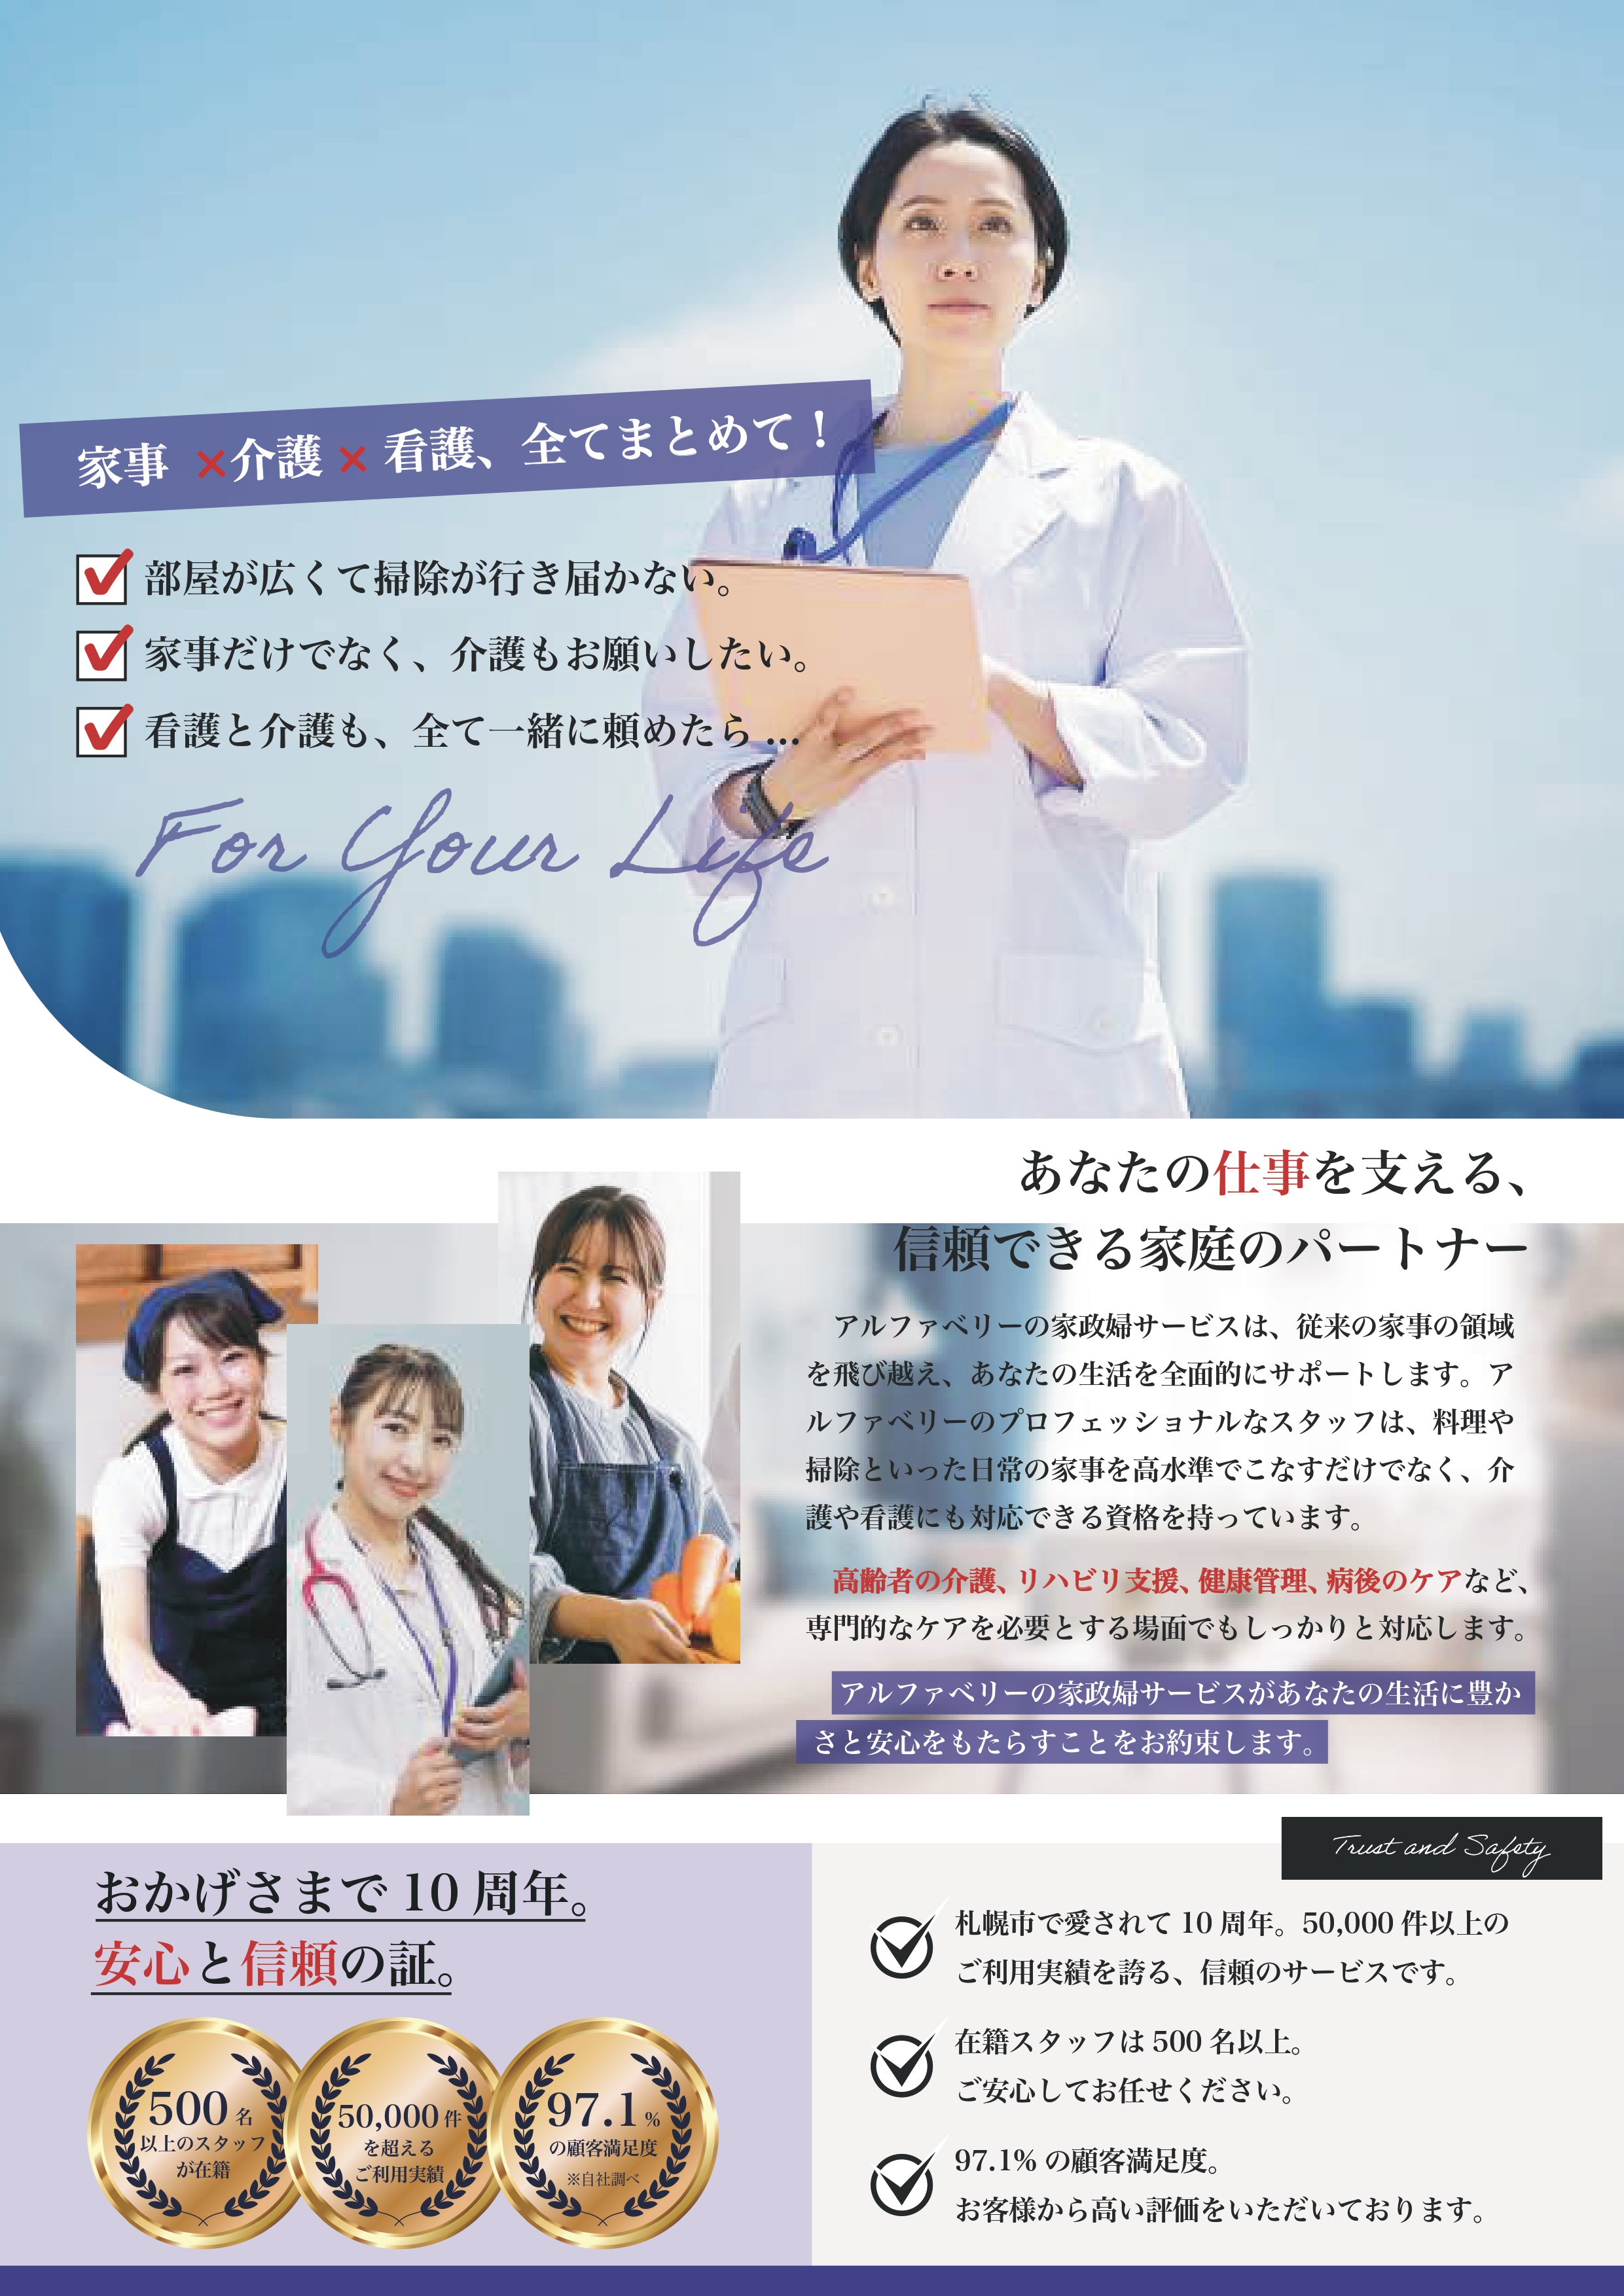 家事 ×介護 × 看護、全てまとめて！
部屋が広くて掃除が行き届かない。
家事だけでなく、介護もお願いしたい。
看護と介護も、全て一緒に頼めたら ...
For Your Life
あなたの仕事を支える、
信頼できる家庭のパートナー
アルファベリーの家政婦サービスは、従来の家事の領域
を飛び越え、あなたの生活を全面的にサポートします。ア
ルファベリーのプロフェッショナルなスタッフは、料理や
掃除といった日常の家事を高水準でこなすだけでなく、介
護や看護にも対応できる資格を持っています。
高齢者の介護、リハビリ支援、健康管理、病後のケアなど、
専門的なケアを必要とする場面でもしっかりと対応します。
アルファベリーの家政婦サービスがあなたの生活に豊か
さと安心をもたらすことをお約束します。
おかげさまで 10 周年。
安心と信頼の証。
500 名
以上のスタッフ
が在籍
50,000 件
を超える
ご利用実績
97.1 %
の顧客満足度
※自社調べ
Trust and Safety
札幌市で愛されて 10 周年。50,000 件以上の
ご利用実績を誇る、信頼のサービスです。
在籍スタッフは 500 名以上。
ご安心してお任せください。
97.1% の顧客満足度。
お客様から高い評価をいただいております。